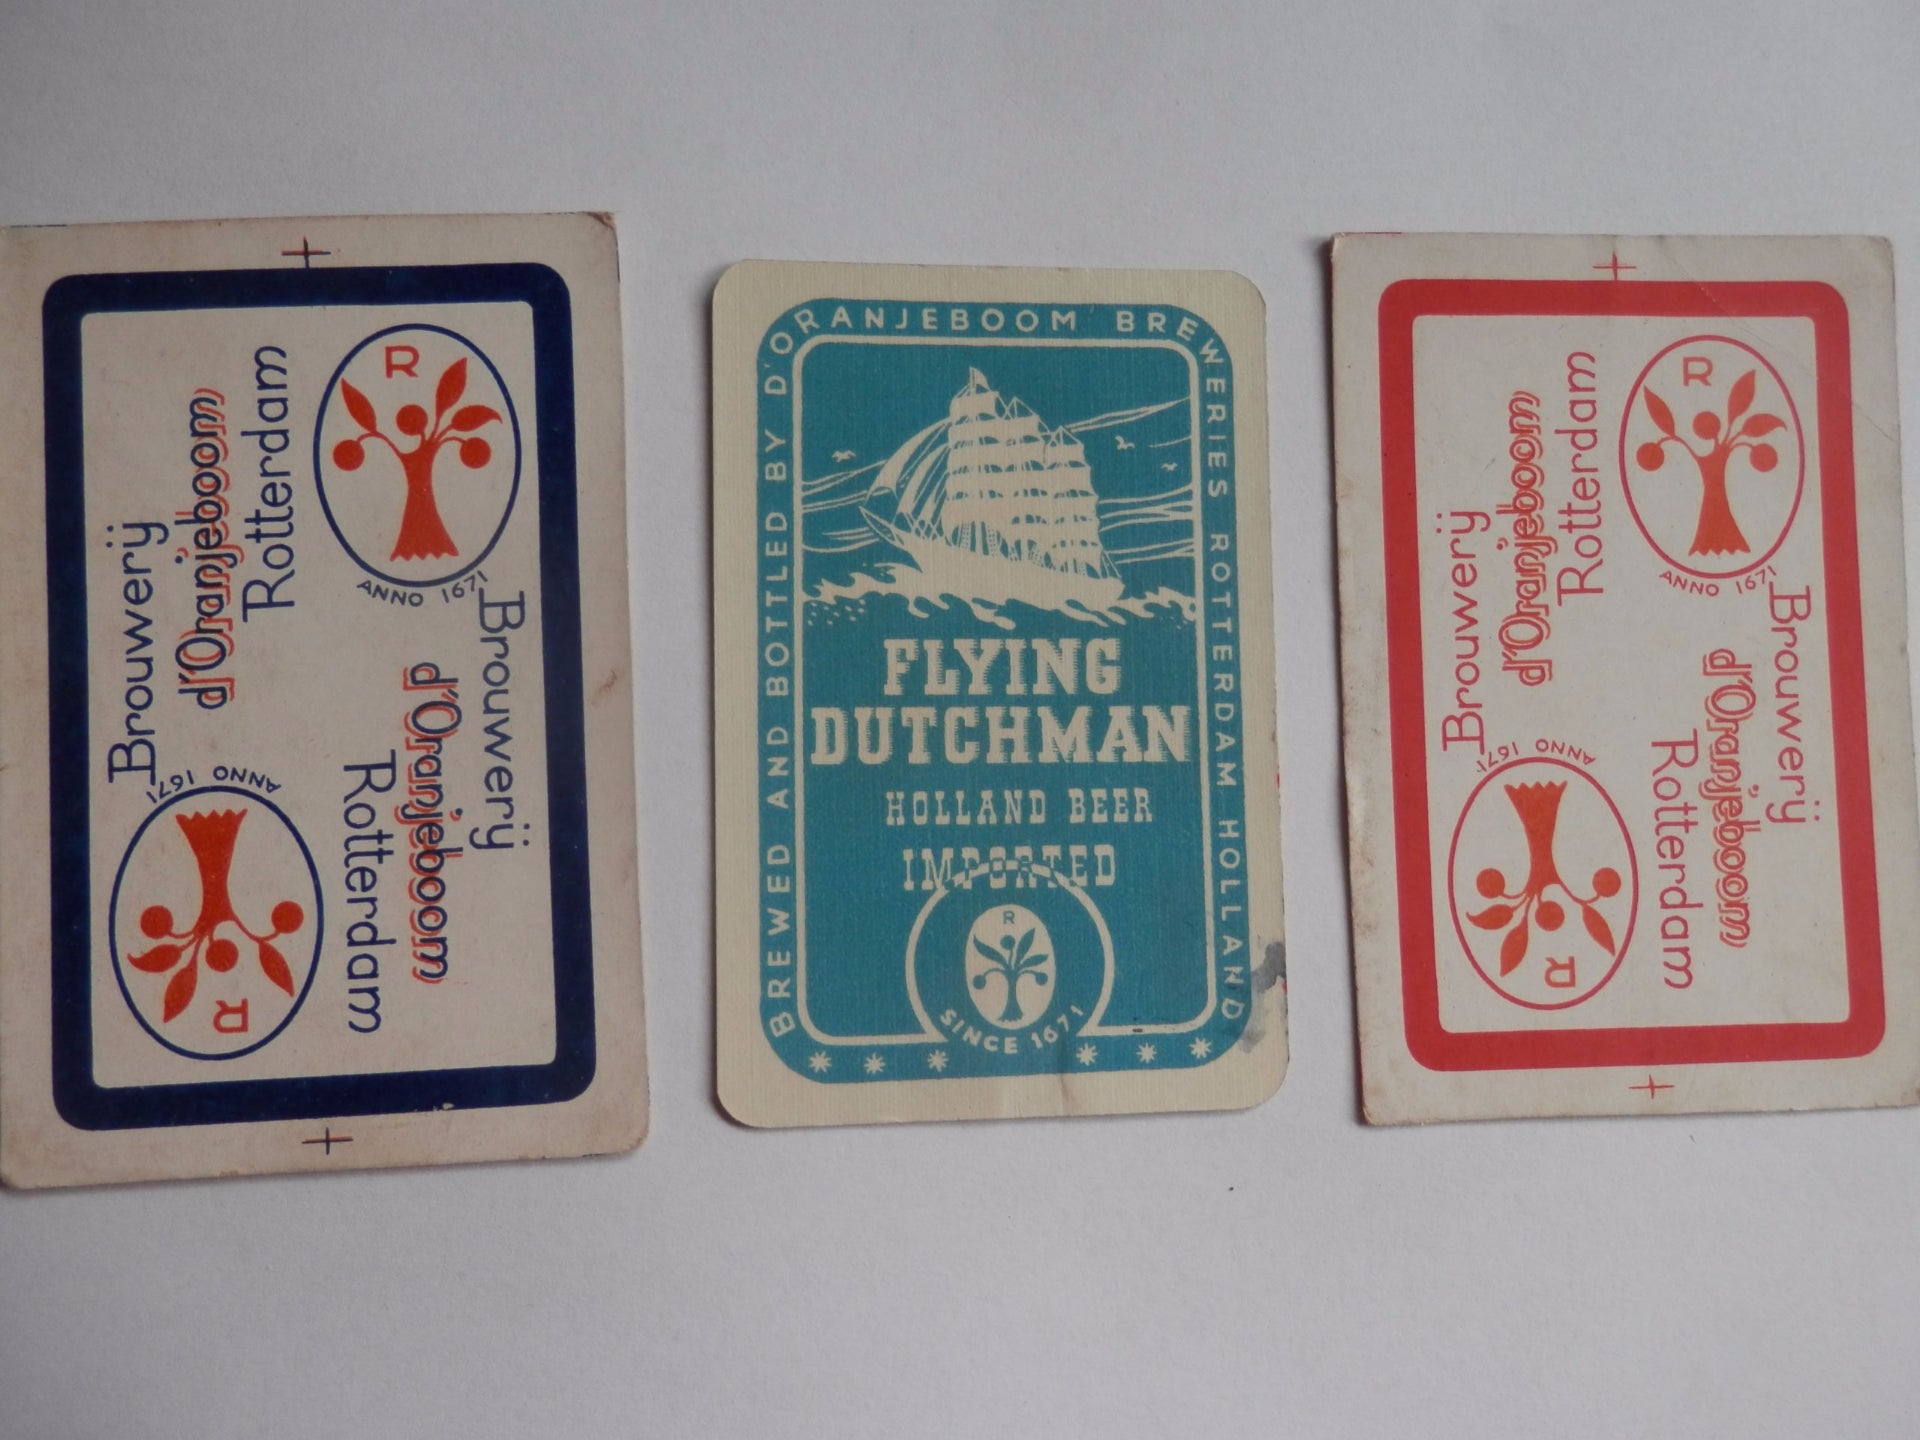 Brouwerij
d'Oranjeboom
Rotterdam
R
ANNO 1671
Brouwerij
d'Oranjeboom
Rotterdam
R
ANNO 1671
BREWED AND BOTTLED BY D'ORANJEBOOM BREWERIES ROTTERDAM HOLLAND
FLYING
DUTCHMAN
HOLLAND BEER
IMPORTED
R
SINCE 1671
Brouwerij
d'Oranjeboom
Rotterdam
R
ANNO 1671
Brouwerij
d'Oranjeboom
Rotterdam
R
ANNO 1671